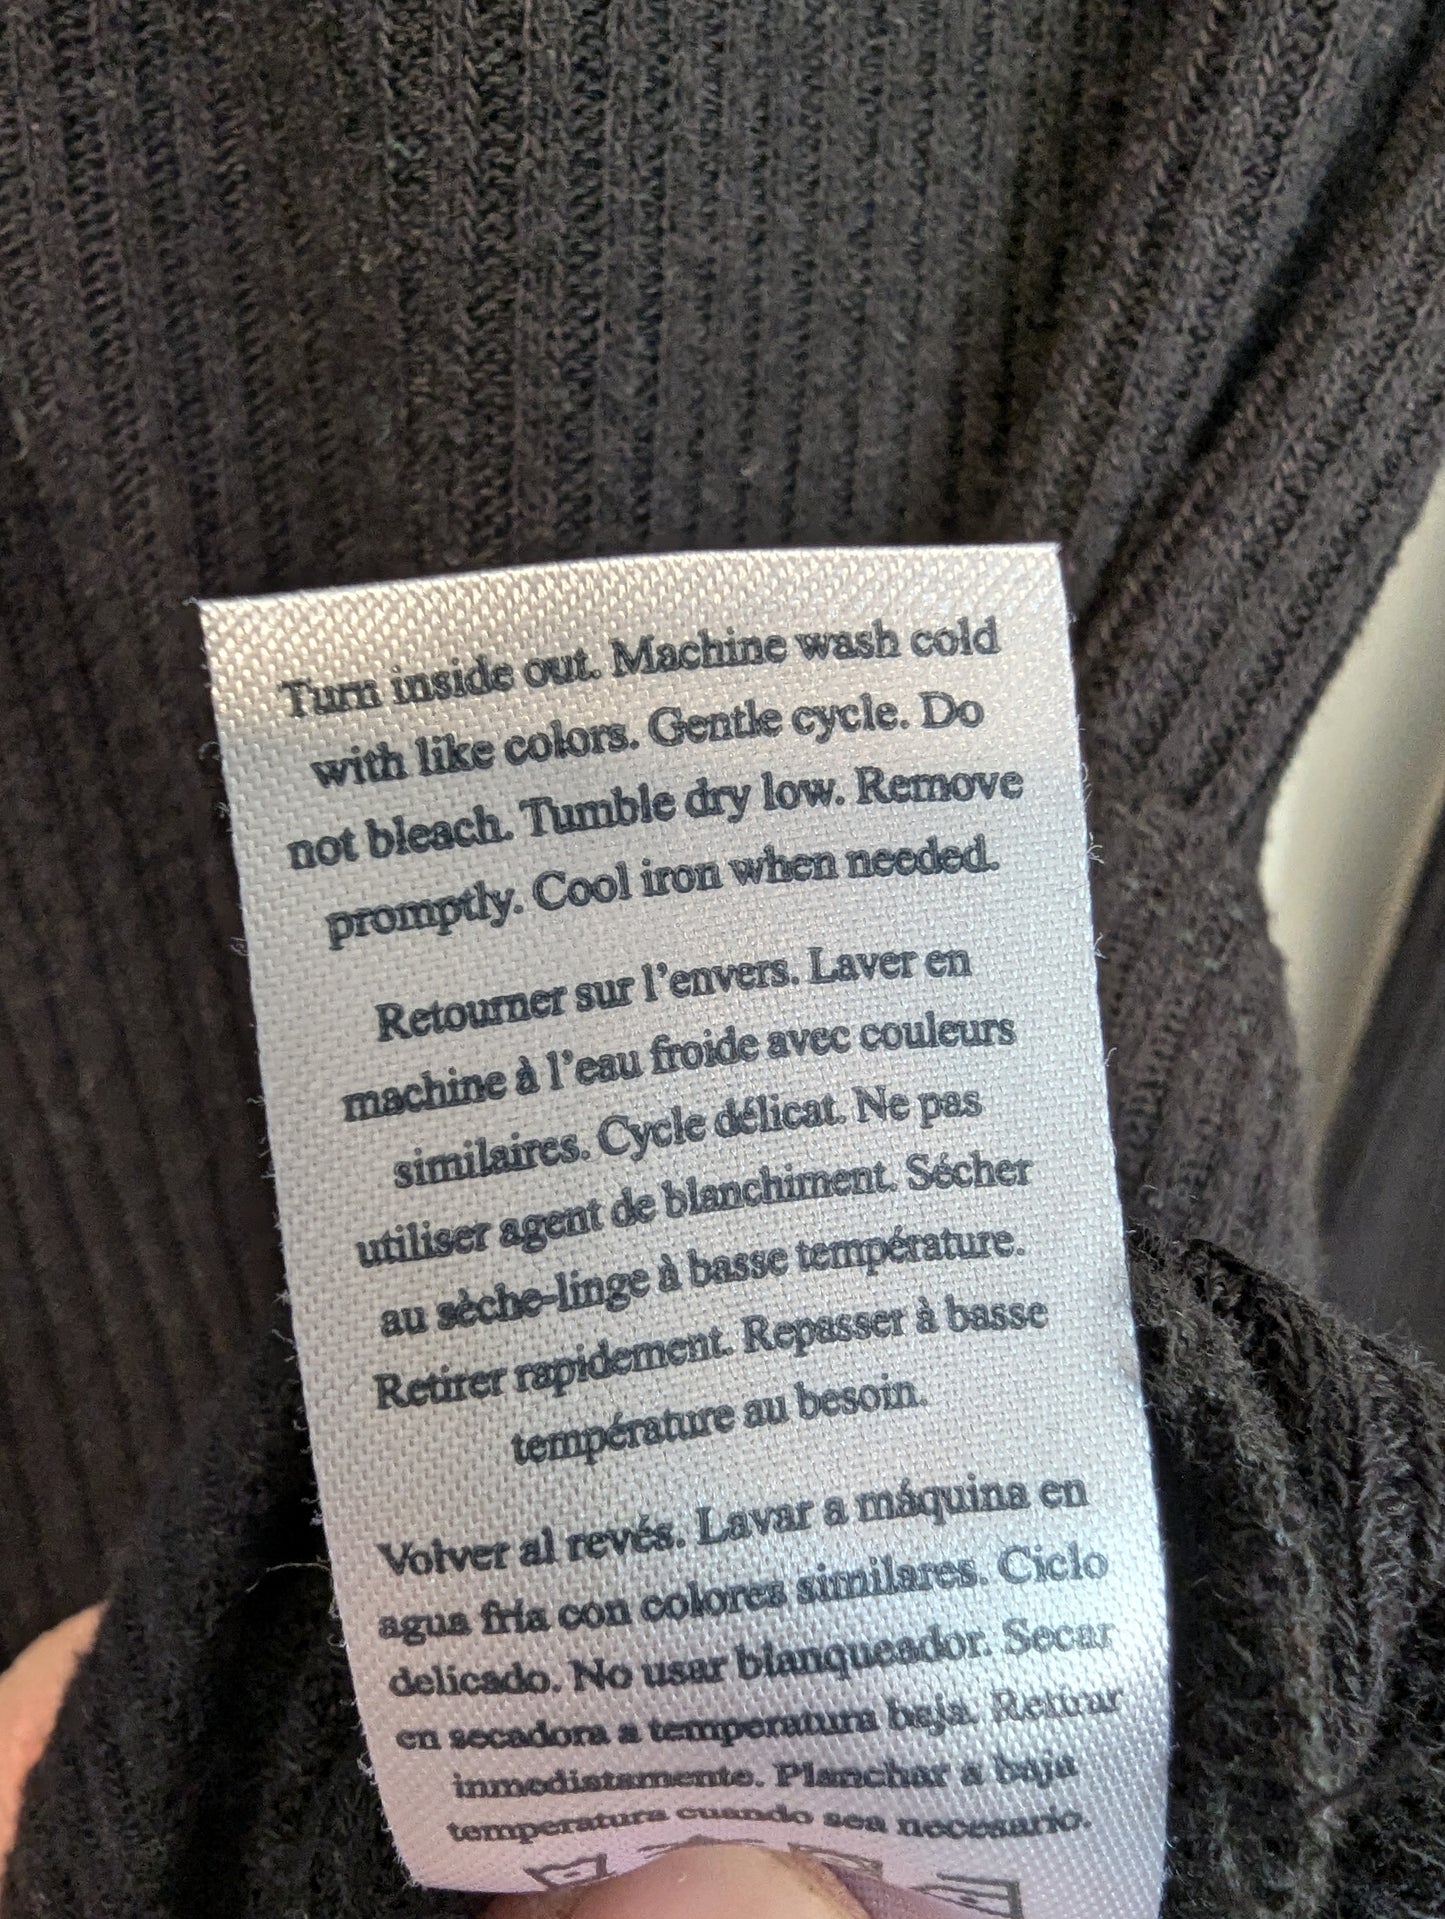 Turn inside out. Machine wash cold
with like colors. Gentle cycle. Do
not bleach. Tumble dry low. Remove
promptly. Cool iron when needed.
Retourner sur l'envers. Laver en
machine à l'eau froide avec couleurs
similaires. Cycle délicat. Ne pas
utiliser agent de blanchiment. Sécher
au sèche-linge à basse température.
Retirer rapidement. Repasser à basse
température au besoin.
Volver al revés. Lavar a máquina en
agua fría con colores similares. Ciclo
delicado. No usar blanqueador. Secar
en secadora a temperatura baja. Retirar
inmediatamente. Planchar a baja
temperatura cuando sea necesario.